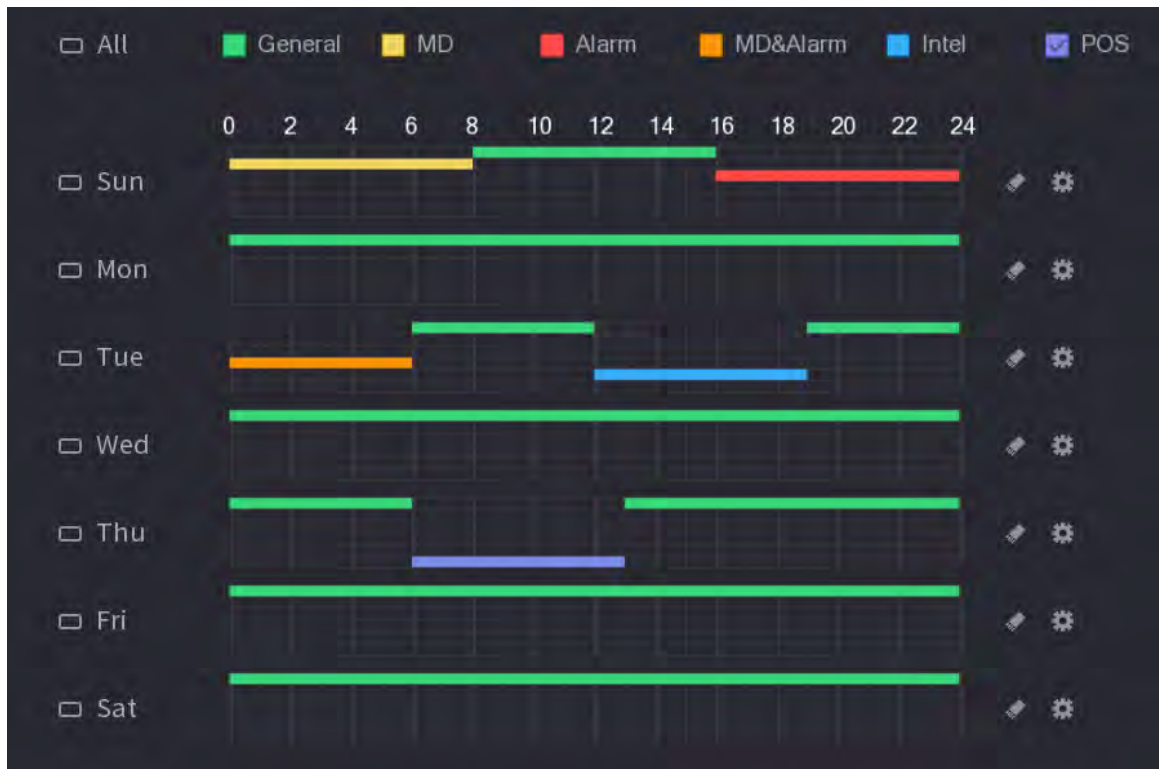 All General MD Alarm MD&Alarm Intel POS
0 2 4 6 8 10 12 14 16 18 20 22 24
Sun
Mon
Tue
Wed
Thu
Fri
Sat